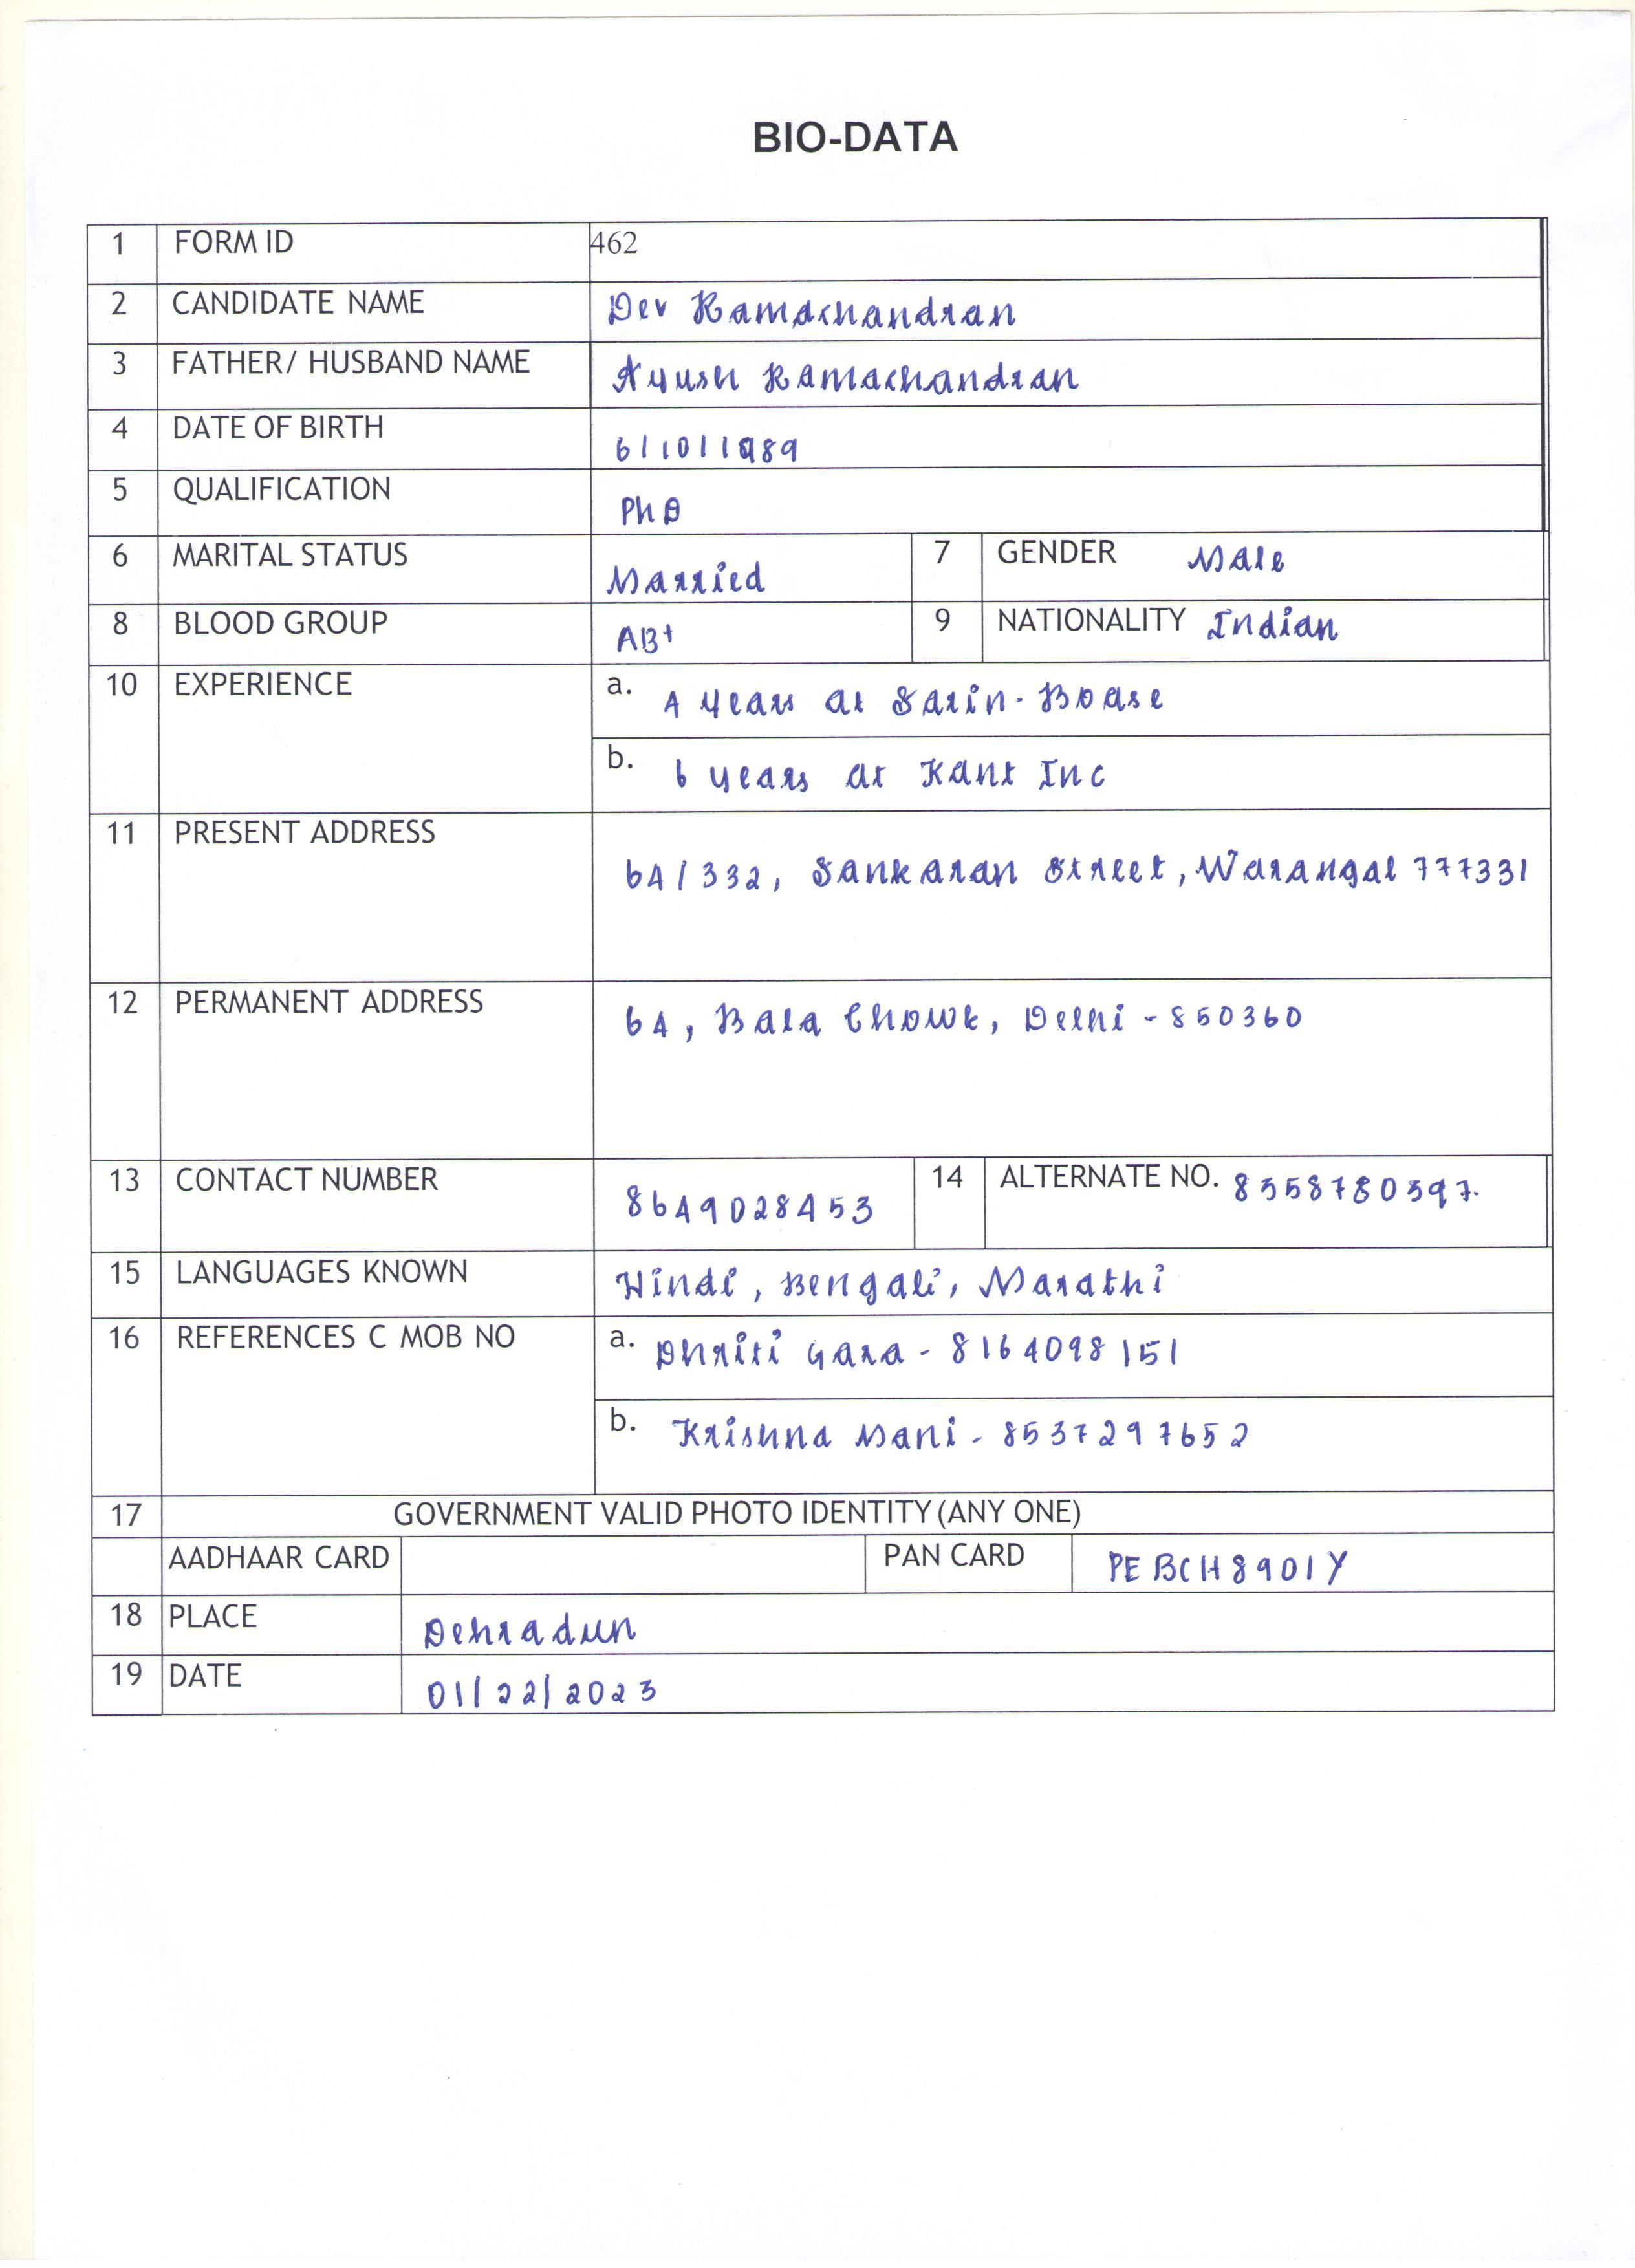 BIO-DATA
1 FORM ID 462
2 CANDIDATE NAME Dev Ramachandran
3 FATHER/ HUSBAND NAME Ayush Ramachandran
4 DATE OF BIRTH 6/10/1989
5 QUALIFICATION PhD
6 MARITAL STATUS Married 7 GENDER Male
8 BLOOD GROUP AB+ 9 NATIONALITY Indian
10 EXPERIENCE a. 4 years at Sarin-Boase
b. 6 years at Kant Inc
11 PRESENT ADDRESS 64/332, Sankaran Street, Warangal 777331
12 PERMANENT ADDRESS 64, Bala Chowk, Delhi - 850360
13 CONTACT NUMBER 8649028453 14 ALTERNATE NO. 8558780597.
15 LANGUAGES KNOWN Hindi, Bengali, Marathi
16 REFERENCES C MOB NO a. Dhriti Gara - 8164098151
b. Krishna Mani - 8537297652
17 GOVERNMENT VALID PHOTO IDENTITY (ANY ONE)
AADHAAR CARD PAN CARD PEBCH8901Y
18 PLACE Dehradun
19 DATE 01/22/2023